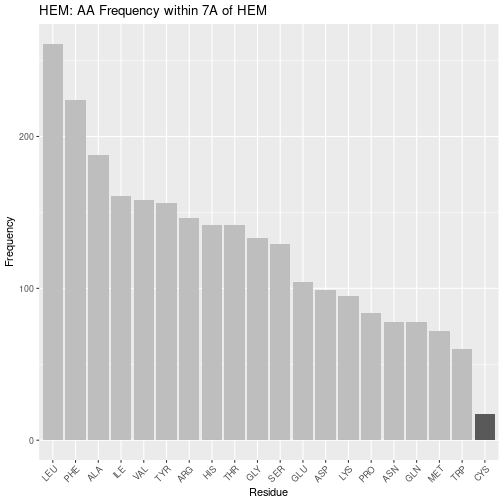 HEM: AA Frequency within 7A of HEM
Frequency
200
100
0
LEU PHE ALA ILE VAL TYR ARG HIS THR GLY SER GLU ASP LYS PRO ASN GLN MET TRP CYS
Residue